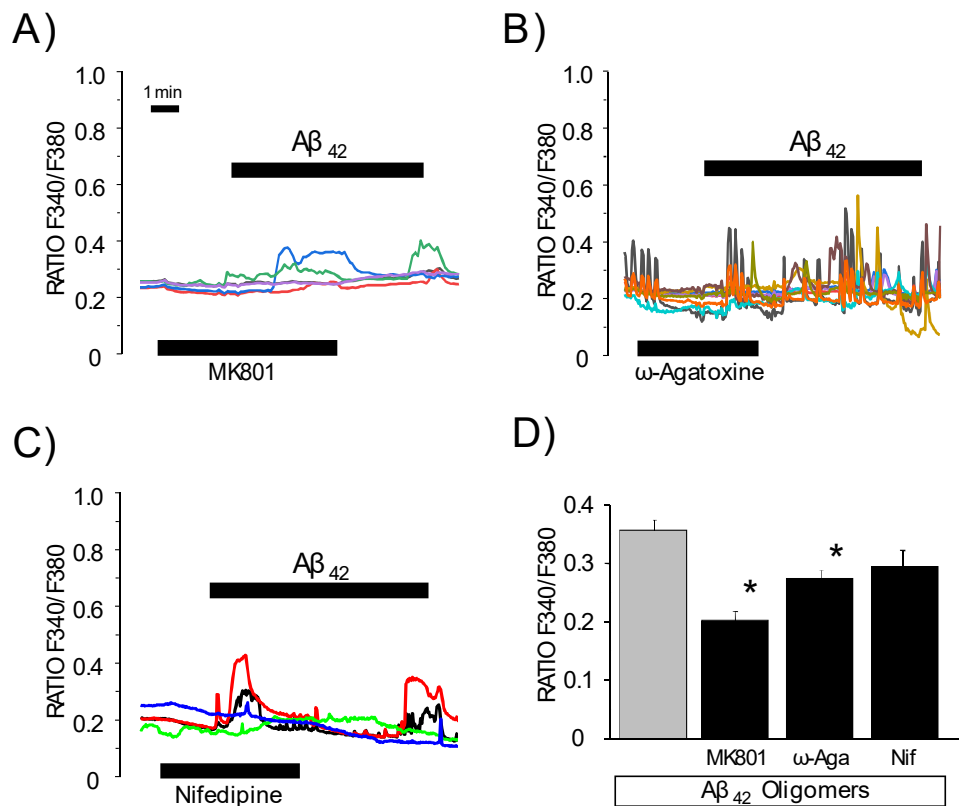 A)
1.0
0.8
0.6
0.4
0.2
0
RATIO F340/F380
1 min
Aβ 42
MK801
B)
1.0
0.8
0.6
0.4
0.2
0
RATIO F340/F380
Aβ 42
ω-Agatoxine
C)
1.0
0.8
0.6
0.4
0.2
0
RATIO F340/F380
Aβ 42
Nifedipine
D)
0.4
0.3
0.2
0.1
0
RATIO F340/F380
*
*
MK801 ω-Aga Nif
Aβ 42 Oligomers